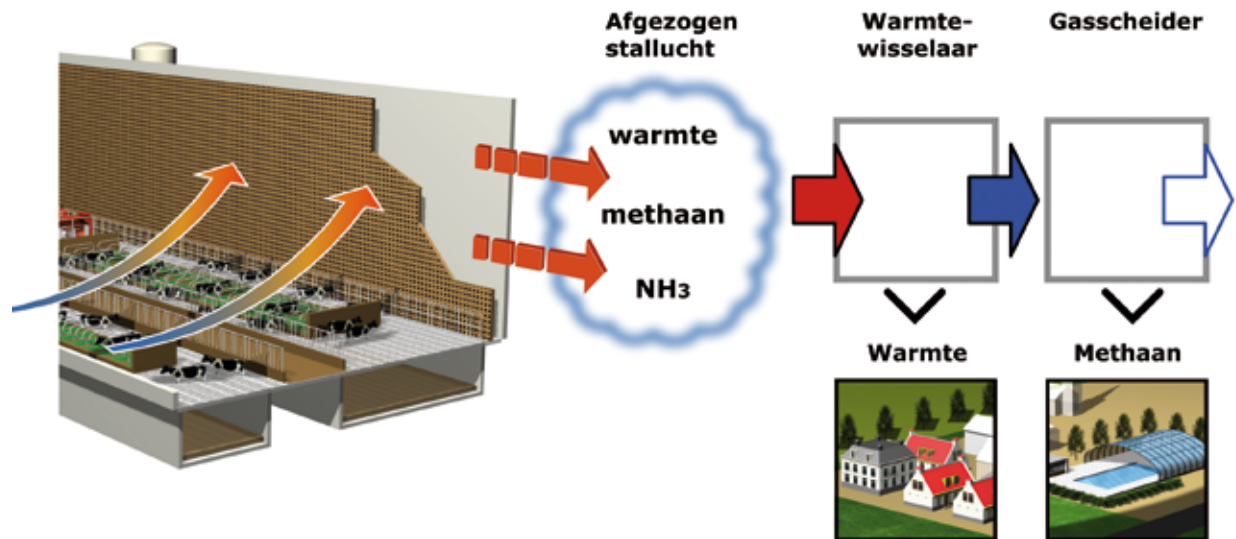 Afgezogen
stallucht
Warmte-
wisselaar
Gasscheider
warmte
methaan
NH3
Warmte
Methaan